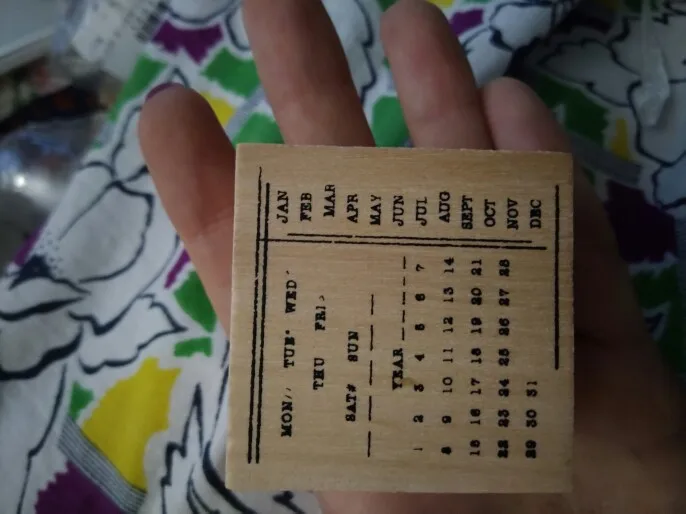 MON// TUE* WED-
THU FRI>
SAT# SUN
YEAR
1 2 3 4 5 6 7
8 9 10 11 12 13 14
15 16 17 18 19 20 21
22 23 24 25 26 27 28
29 30 31
JAN
FEB
MAR
APR
MAY
JUN
JUL
AUG
SEPT
OCT
NOV
DEC